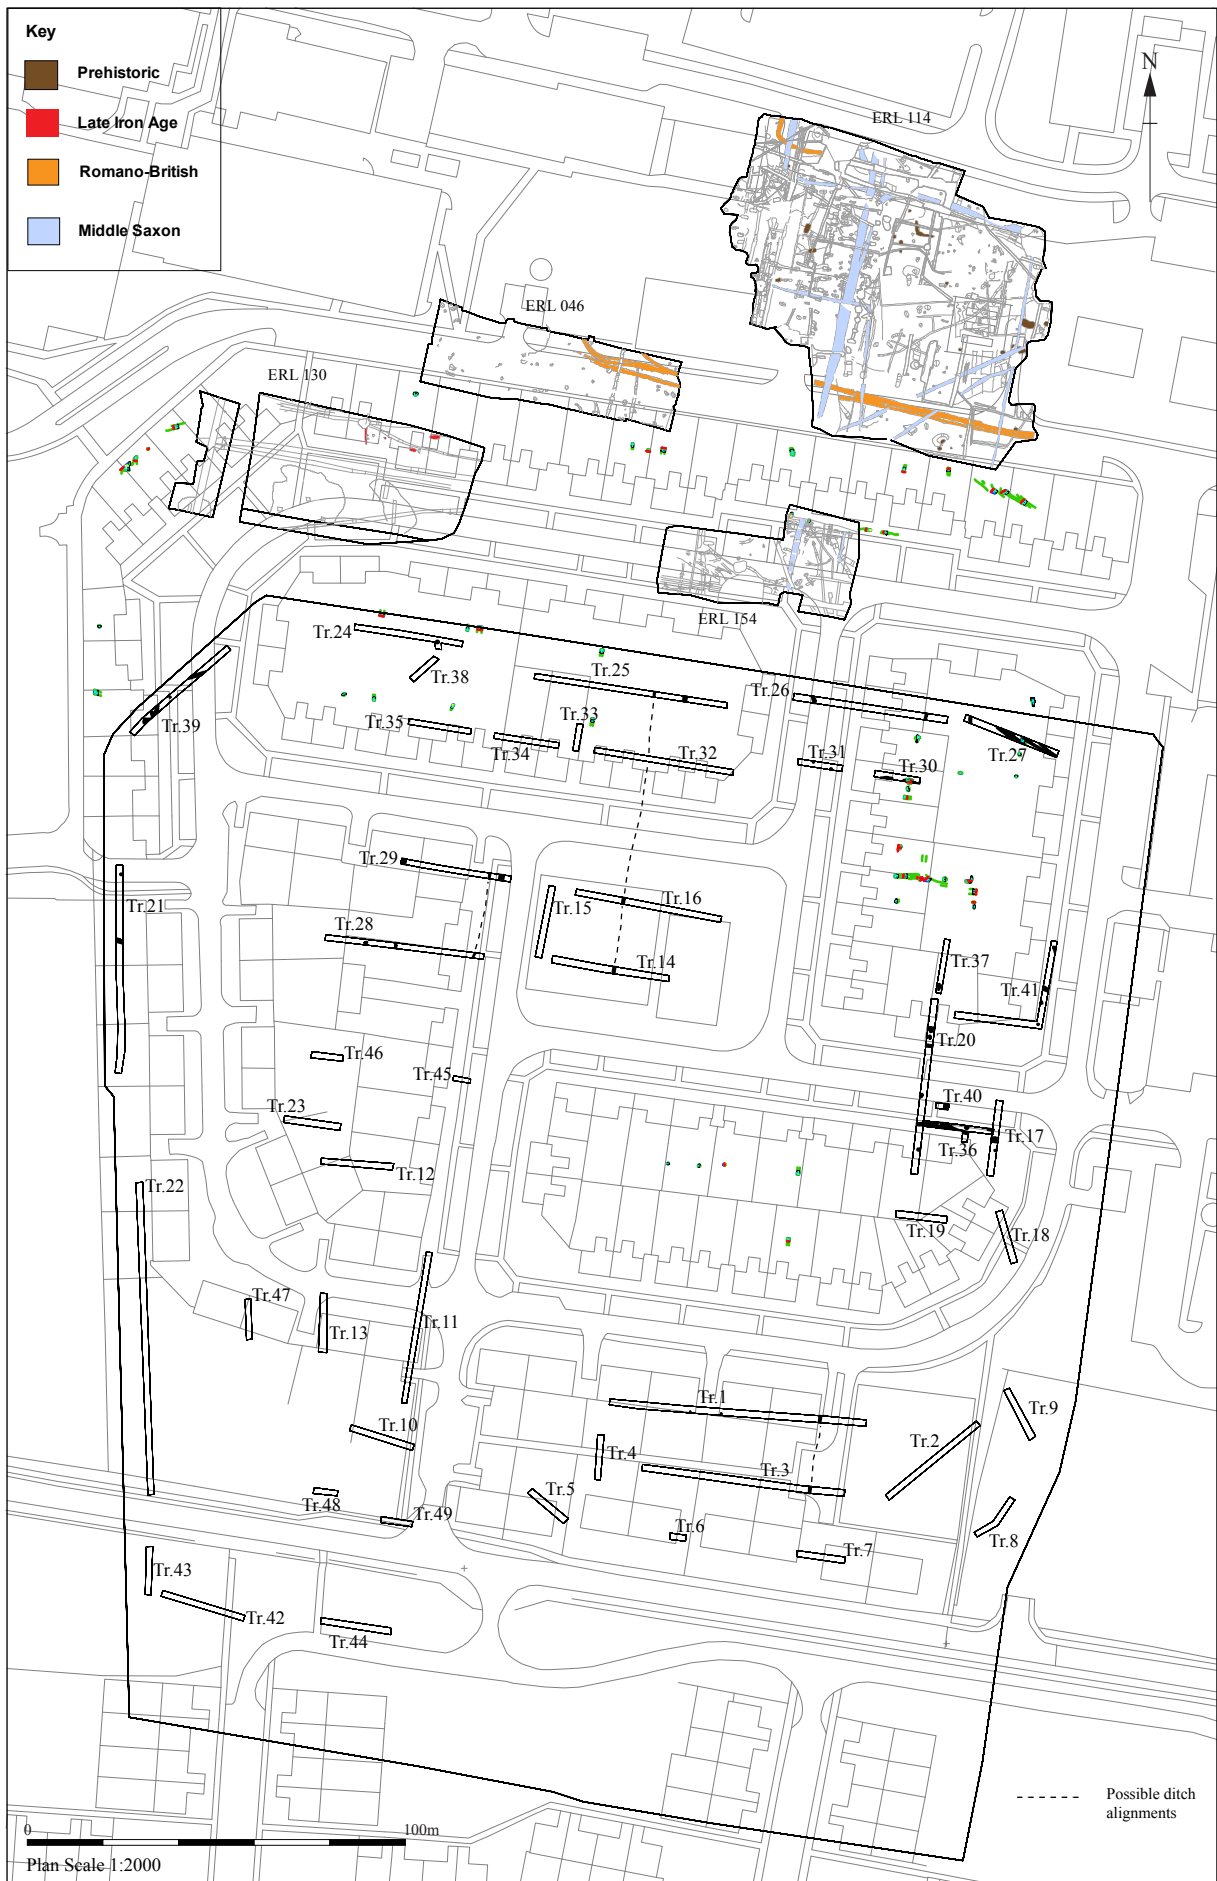 Key
Prehistoric
Late Iron Age
Romano-British
Middle Saxon
N
ERL 114
ERL 046
ERL 130
ERL 154
Tr.24
Tr.38
Tr.25
Tr.26
Tr.39
Tr.35
Tr.33
Tr.34
Tr.32
Tr.31
Tr.30
Tr.27
Tr.29
Tr.21
Tr.15
Tr.16
Tr.28
Tr.14
Tr.37
Tr.41
Tr.20
Tr.46
Tr.45
Tr.23
Tr.40
Tr.36
Tr.17
Tr.12
Tr.22
Tr.19
Tr.18
Tr.47
Tr.13
Tr.11
Tr.1
Tr.9
Tr.10
Tr.4
Tr.2
Tr.3
Tr.5
Tr.48
Tr.49
Tr.6
Tr.8
Tr.7
Tr.43
Tr.42
Tr.44
Possible ditch
alignments
0 100m
Plan Scale 1:2000